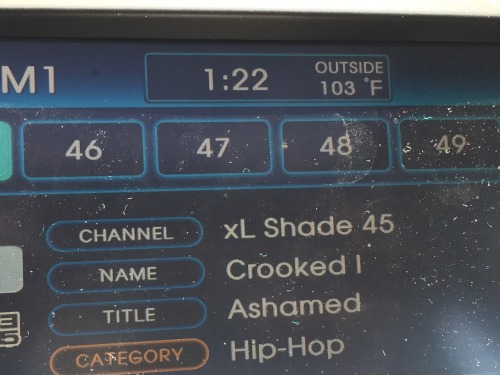 M1 1:22 OUTSIDE
103 °F
46 47 48 49
CHANNEL xL Shade 45
NAME Crooked I
TITLE Ashamed
CATEGORY Hip-Hop